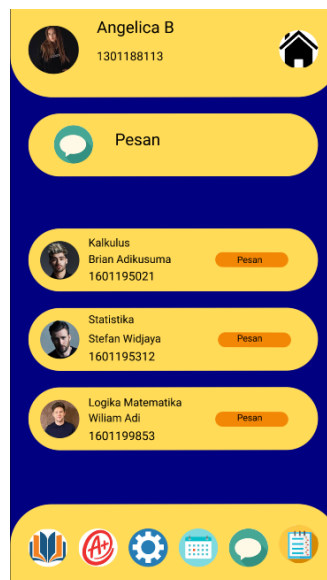 Angelica B
1301188113
Pesan
Kalkulus
Brian Adikusuma
Pesan
1601195021
Statistika
Stefan Widjaya
Pesan
1601195312
Logika Matematika
Wiliam Adi
Pesan
1601199853
A+